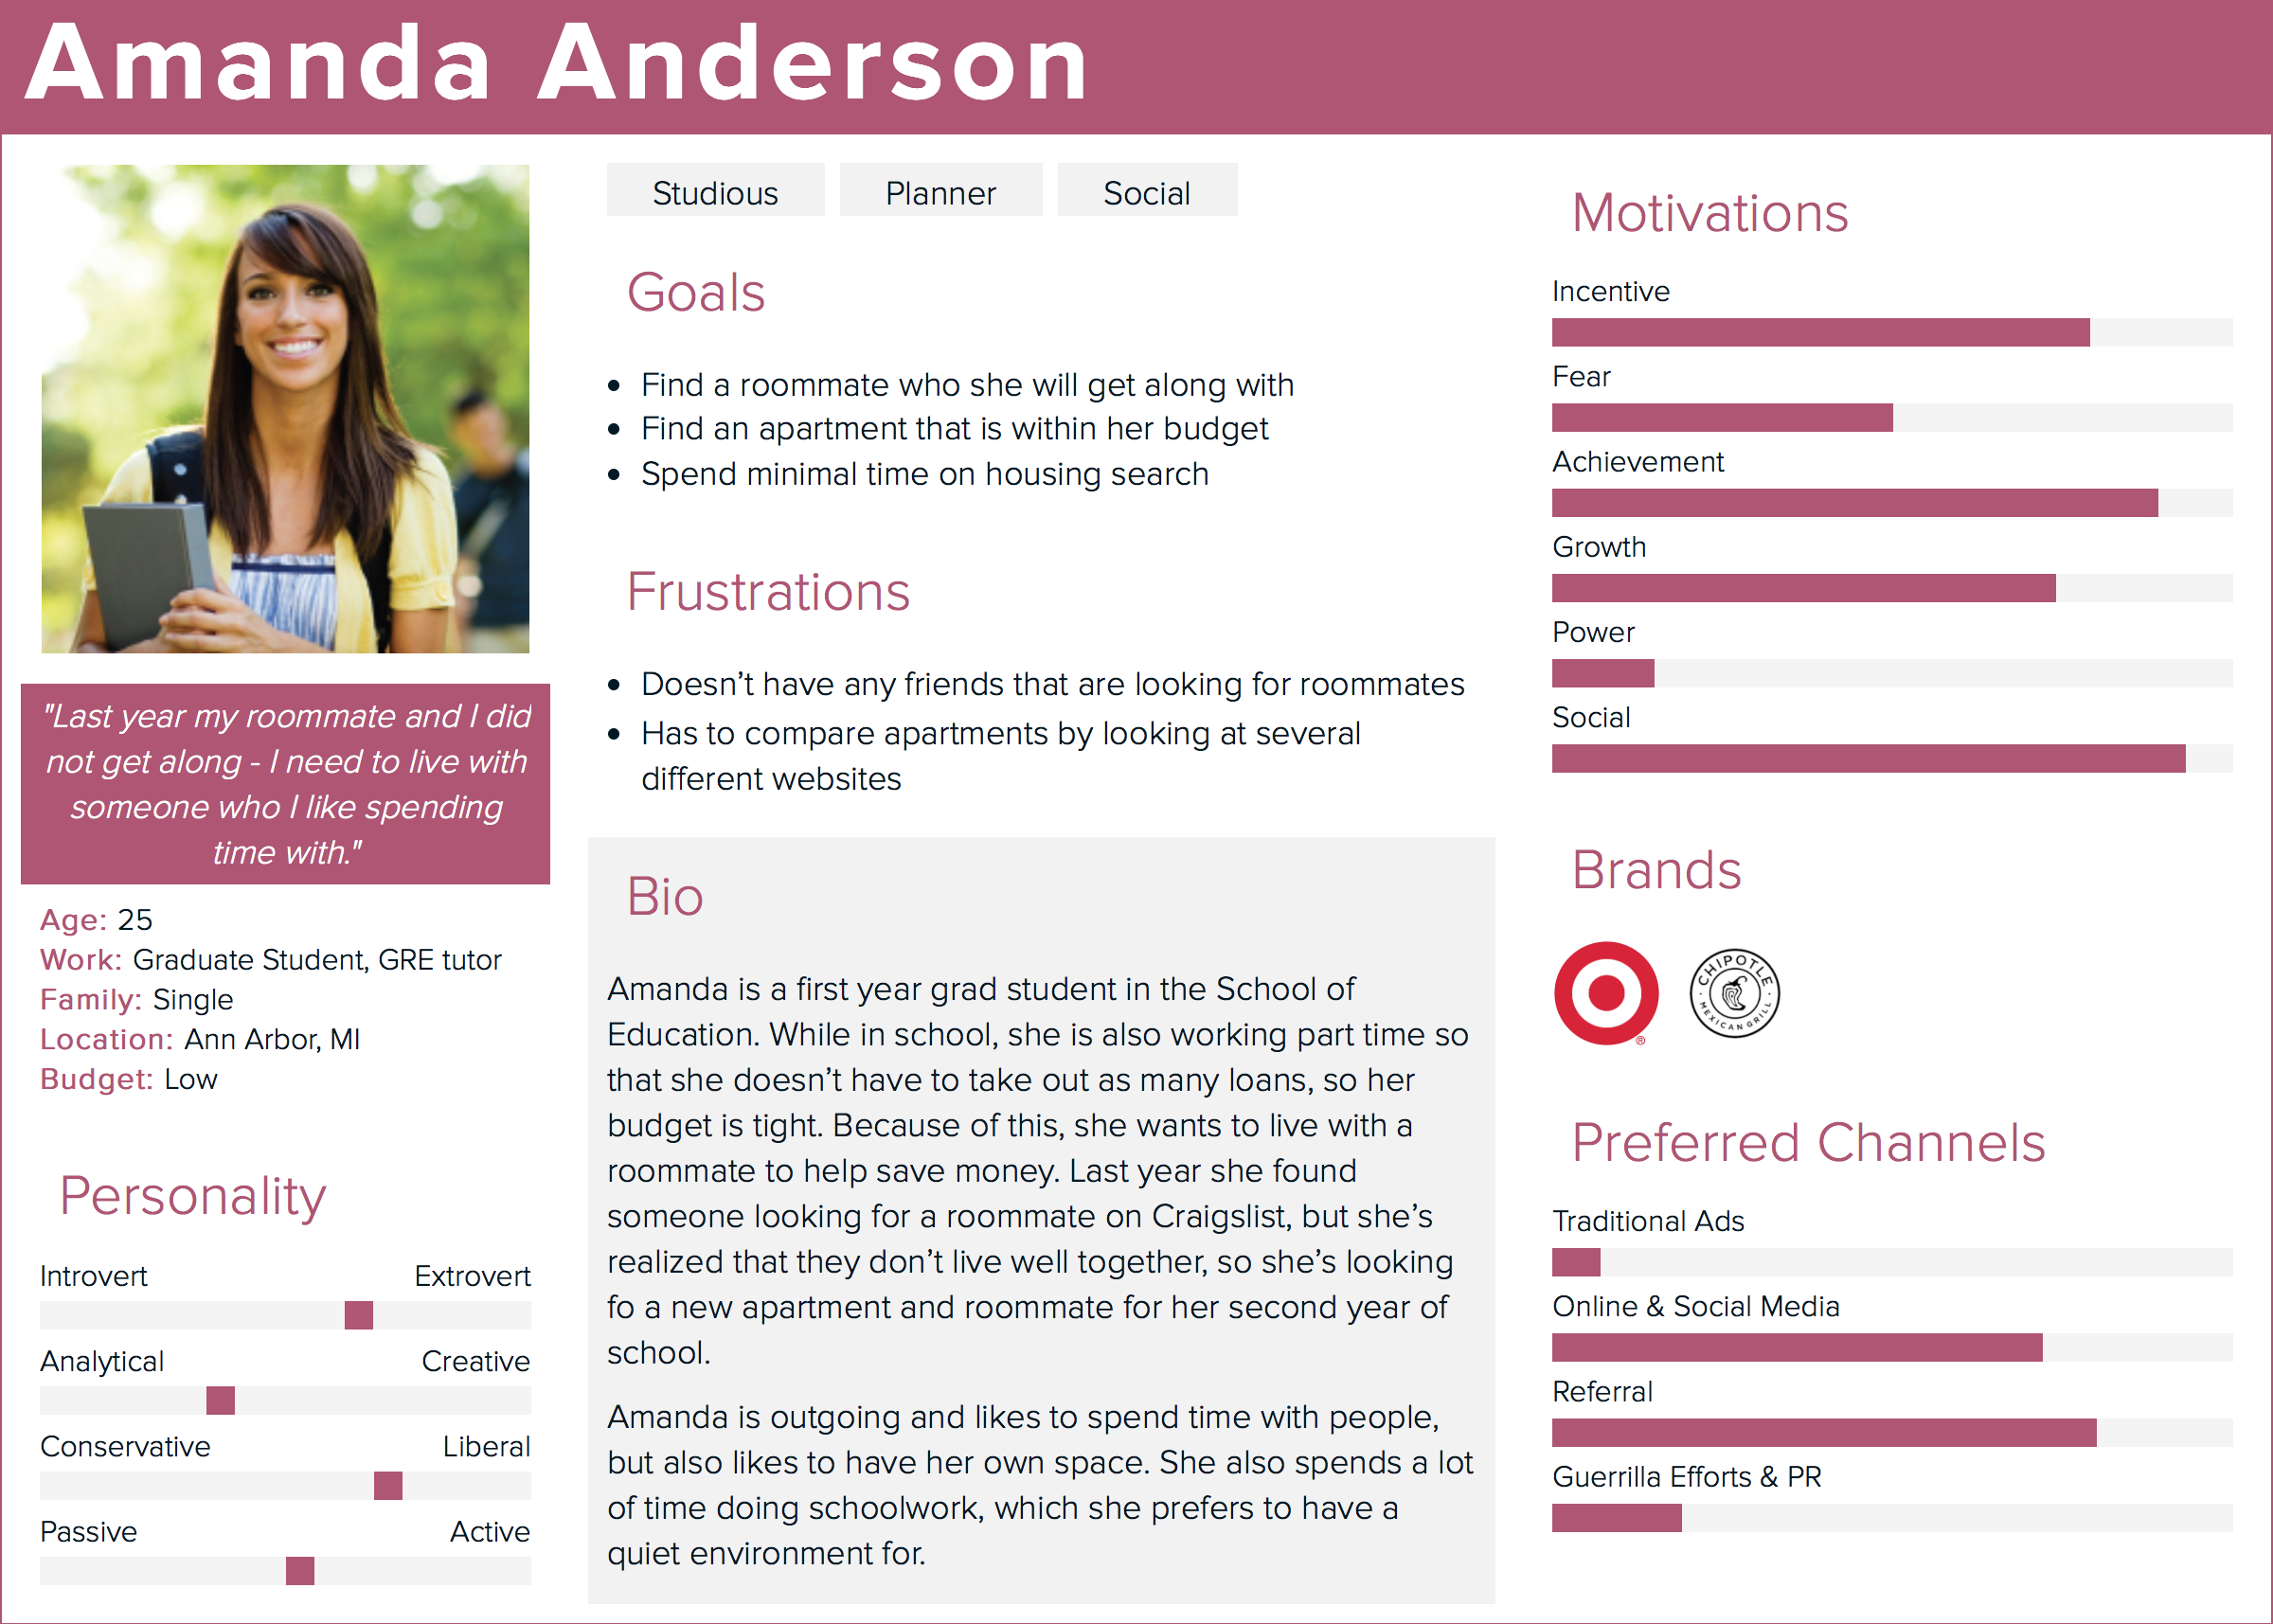 Amanda Anderson
"Last year my roommate and I did
not get along - I need to live with
someone who I like spending
time with."
Age: 25
Work: Graduate Student, GRE tutor
Family: Single
Location: Ann Arbor, MI
Budget: Low
Personality
Introvert Extrovert
Analytical Creative
Conservative Liberal
Passive Active
Studious Planner Social
Goals
• Find a roommate who she will get along with
• Find an apartment that is within her budget
• Spend minimal time on housing search
Frustrations
• Doesn’t have any friends that are looking for roommates
• Has to compare apartments by looking at several
different websites
Bio
Amanda is a first year grad student in the School of
Education. While in school, she is also working part time so
that she doesn’t have to take out as many loans, so her
budget is tight. Because of this, she wants to live with a
roommate to help save money. Last year she found
someone looking for a roommate on Craigslist, but she’s
realized that they don’t live well together, so she’s looking
fo a new apartment and roommate for her second year of
school.
Amanda is outgoing and likes to spend time with people,
but also likes to have her own space. She also spends a lot
of time doing schoolwork, which she prefers to have a
quiet environment for.
Motivations
Incentive
Fear
Achievement
Growth
Power
Social
Brands
®
CHIPOTLE
MEXICAN GRILL
Preferred Channels
Traditional Ads
Online & Social Media
Referral
Guerrilla Efforts & PR